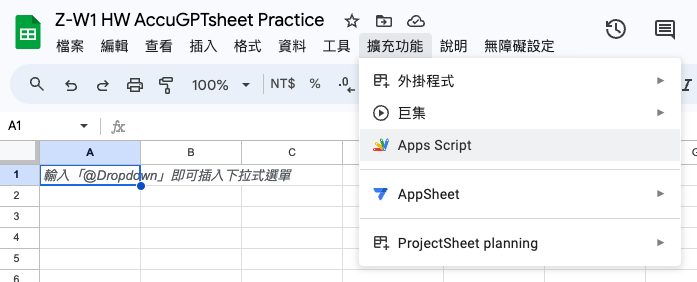 Z-W1 HW AccuGPTsheet Practice
檔案 編輯 查看 插入 格式 資料 工具 擴充功能 說明 無障礙設定
100% NT$ % .0 I
外掛程式
巨集
Apps Script
AppSheet
ProjectSheet planning
A1 fx
A B C G
1 輸入「@Dropdown」即可插入下拉式選單
2
3
4
5
6